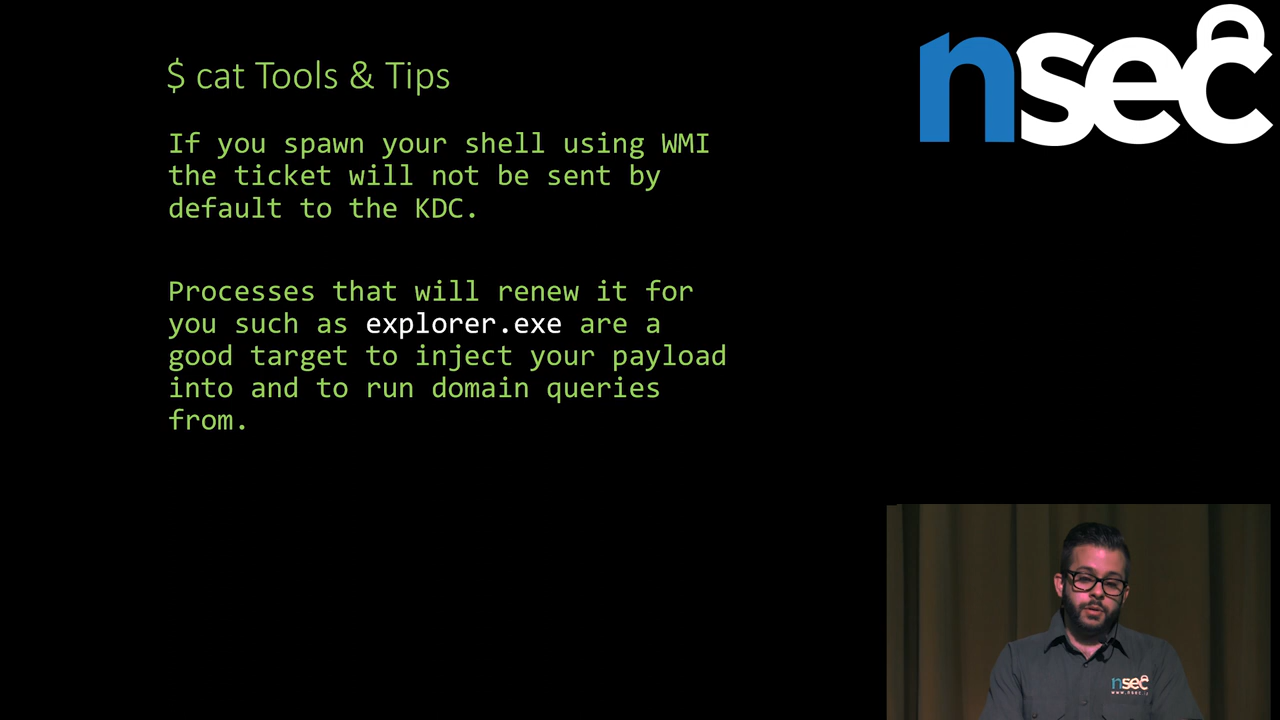 nsec
$ cat Tools & Tips
If you spawn your shell using WMI
the ticket will not be sent by
default to the KDC.
Processes that will renew it for
you such as explorer.exe are a
good target to inject your payload
into and to run domain queries
from.
nsec